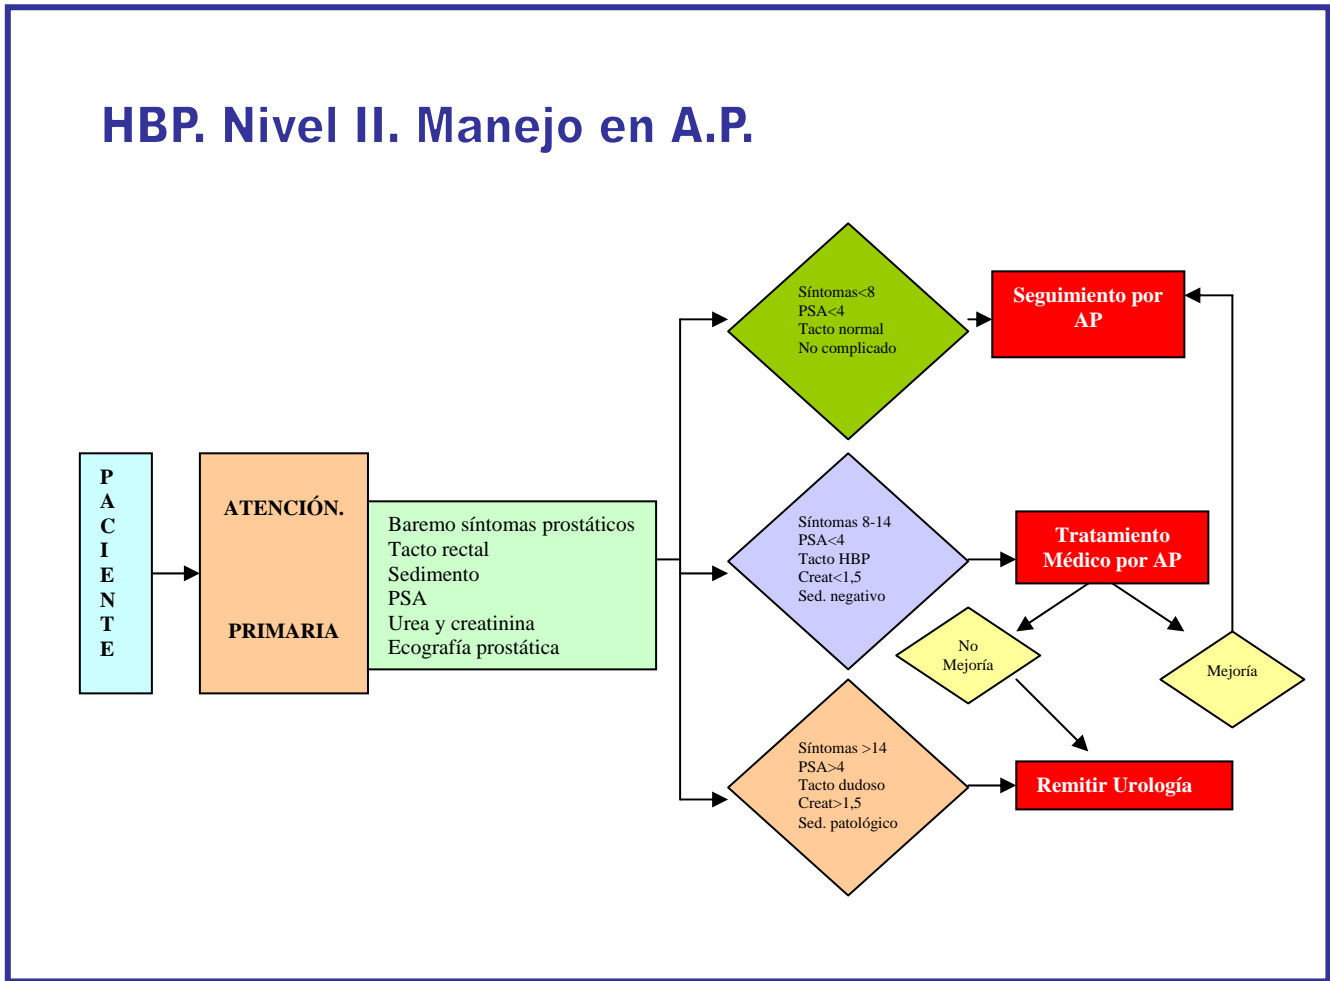 HBP. Nivel II. Manejo en A.P.
P
A
C
I
E
N
T
E
ATENCIÓN.
PRIMARIA
Baremo síntomas prostáticos
Tacto rectal
Sedimento
PSA
Urea y creatinina
Ecografía prostática
Síntomas<8
PSA<4
Tacto normal
No complicado
Seguimiento por
AP
Síntomas 8-14
PSA<4
Tacto HBP
Creat<1,5
Sed. negativo
Tratamiento
Médico por AP
No
Mejoría
Mejoría
Síntomas >14
PSA>4
Tacto dudoso
Creat>1,5
Sed. patológico
Remitir Urología